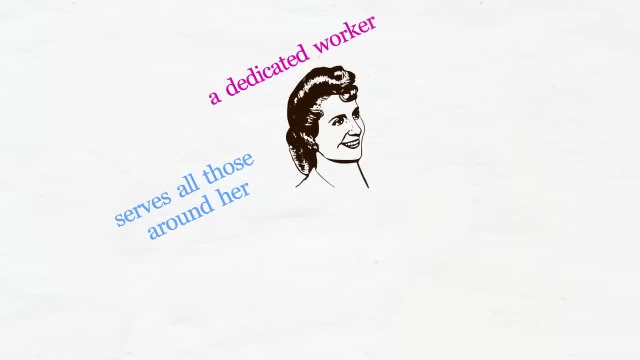 a dedicated worker
serves all those
around her